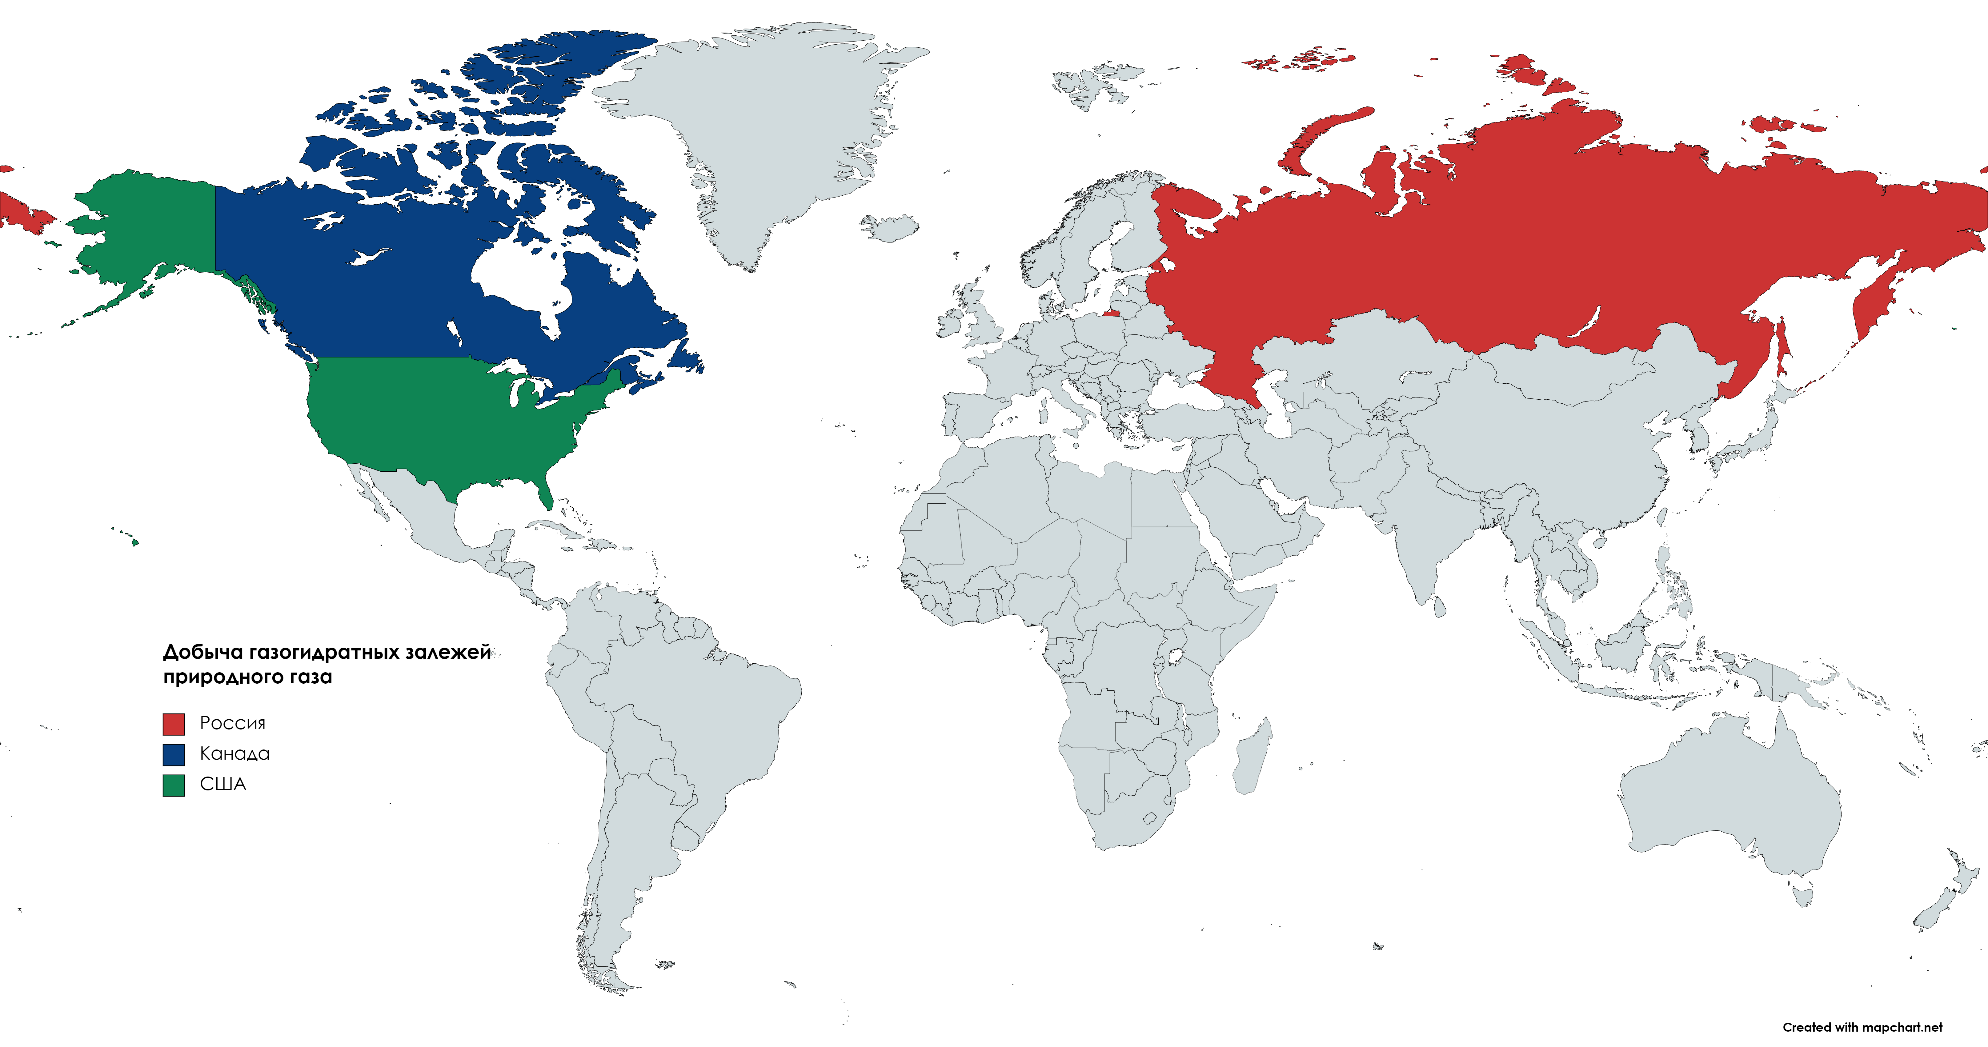 Добыча газогидратных залежей
природного газа
Россия
Канада
США
Created with mapchart.net